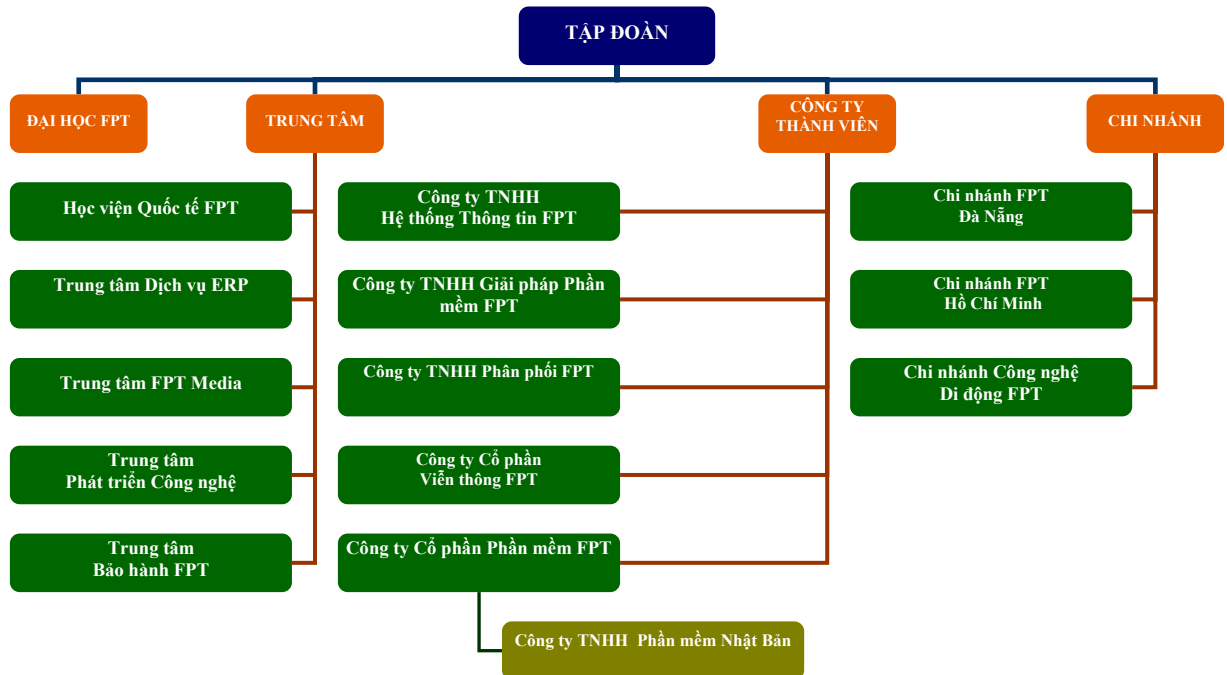 TẬP ĐOÀN
ĐẠI HỌC FPT
TRUNG TÂM
CÔNG TY
THÀNH VIÊN
CHI NHÁNH
Học viện Quốc tế FPT
Trung tâm Dịch vụ ERP
Trung tâm FPT Media
Trung tâm
Phát triển Công nghệ
Trung tâm
Bảo hành FPT
Công ty TNHH
Hệ thống Thông tin FPT
Công ty TNHH Giải pháp Phần
mềm FPT
Công ty TNHH Phân phối FPT
Công ty Cổ phần
Viễn thông FPT
Công ty Cổ phần Phần mềm FPT
Công ty TNHH Phần mềm Nhật Bản
Chi nhánh FPT
Đà Nẵng
Chi nhánh FPT
Hồ Chí Minh
Chi nhánh Công nghệ
Di động FPT